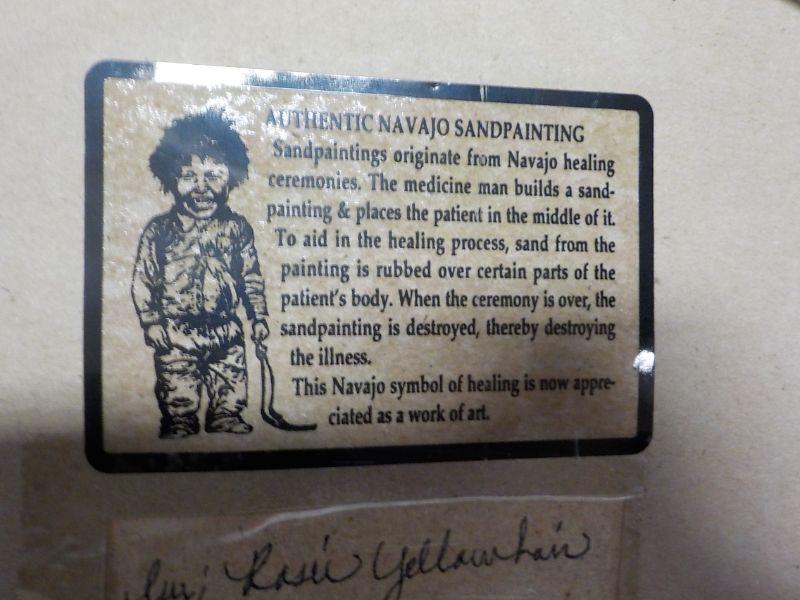 AUTHENTIC NAVAJO SANDPAINTING
Sandpaintings originate from Navajo healing
ceremonies. The medicine man builds a sand-
painting & places the patient in the middle of it.
To aid in the healing process, sand from the
painting is rubbed over certain parts of the
patient's body. When the ceremony is over, the
sandpainting is destroyed, thereby destroying
the illness.
This Navajo symbol of healing is now appre-
ciated as a work of art.
Rosie Yellowhair